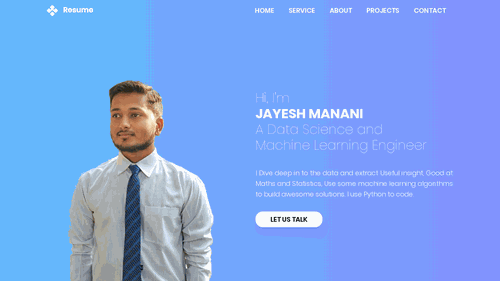 Resume
HOME SERVICE ABOUT PROJECTS CONTACT
Hi, I'm
JAYESH MANANI
A Data Science and
Machine Learning Engineer
I Dive deep in to the data and extract Useful insight, Good at
Maths and Statistics, Use some machine learning algorithms
to build awesome solutions, I use Python to code.
LET US TALK